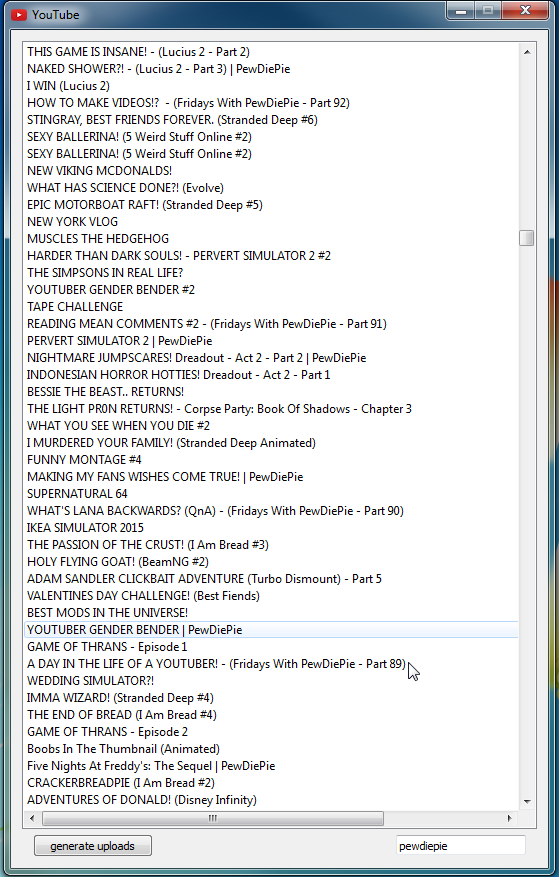 YouTube
THIS GAME IS INSANE! - (Lucius 2 - Part 2)
NAKED SHOWER?! - (Lucius 2 - Part 3) | PewDiePie
I WIN (Lucius 2)
HOW TO MAKE VIDEOS!?  - (Fridays With PewDiePie - Part 92)
STINGRAY, BEST FRIENDS FOREVER. (Stranded Deep #6)
SEXY BALLERINA! (5 Weird Stuff Online #2)
SEXY BALLERINA! (5 Weird Stuff Online #2)
NEW VIKING MCDONALDS!
WHAT HAS SCIENCE DONE?! (Evolve)
EPIC MOTORBOAT RAFT! (Stranded Deep #5)
NEW YORK VLOG
MUSCLES THE HEDGEHOG
HARDER THAN DARK SOULS! - PERVERT SIMULATOR 2 #2
THE SIMPSONS IN REAL LIFE?
YOUTUBER GENDER BENDER #2
TAPE CHALLENGE
READING MEAN COMMENTS #2 - (Fridays With PewDiePie - Part 91)
PERVERT SIMULATOR 2 | PewDiePie
NIGHTMARE JUMPSCARES! Dreadout - Act 2 - Part 2 | PewDiePie
INDONESIAN HORROR HOTTIES! Dreadout - Act 2 - Part 1
BESSIE THE BEAST.. RETURNS!
THE LIGHT PR0N RETURNS! - Corpse Party: Book Of Shadows - Chapter 3
WHAT YOU SEE WHEN YOU DIE #2
I MURDERED YOUR FAMILY! (Stranded Deep Animated)
FUNNY MONTAGE #4
MAKING MY FANS WISHES COME TRUE! | PewDiePie
SUPERNATURAL 64
WHAT'S LANA BACKWARDS? (QnA) - (Fridays With PewDiePie - Part 90)
IKEA SIMULATOR 2015
THE PASSION OF THE CRUST! (I Am Bread #3)
HOLY FLYING GOAT! (BeamNG #2)
ADAM SANDLER CLICKBAIT ADVENTURE (Turbo Dismount) - Part 5
VALENTINES DAY CHALLENGE! (Best Fiends)
BEST MODS IN THE UNIVERSE!
YOUTUBER GENDER BENDER | PewDiePie
GAME OF THRANS - Episode 1
A DAY IN THE LIFE OF A YOUTUBER! - (Fridays With PewDiePie - Part 89)
WEDDING SIMULATOR?!
IMMA WIZARD! (Stranded Deep #4)
THE END OF BREAD (I Am Bread #4)
GAME OF THRANS - Episode 2
Boobs In The Thumbnail (Animated)
Five Nights At Freddy's: The Sequel | PewDiePie
CRACKERBREADPIE (I Am Bread #2)
ADVENTURES OF DONALD! (Disney Infinity)
generate uploads
pewdiepie